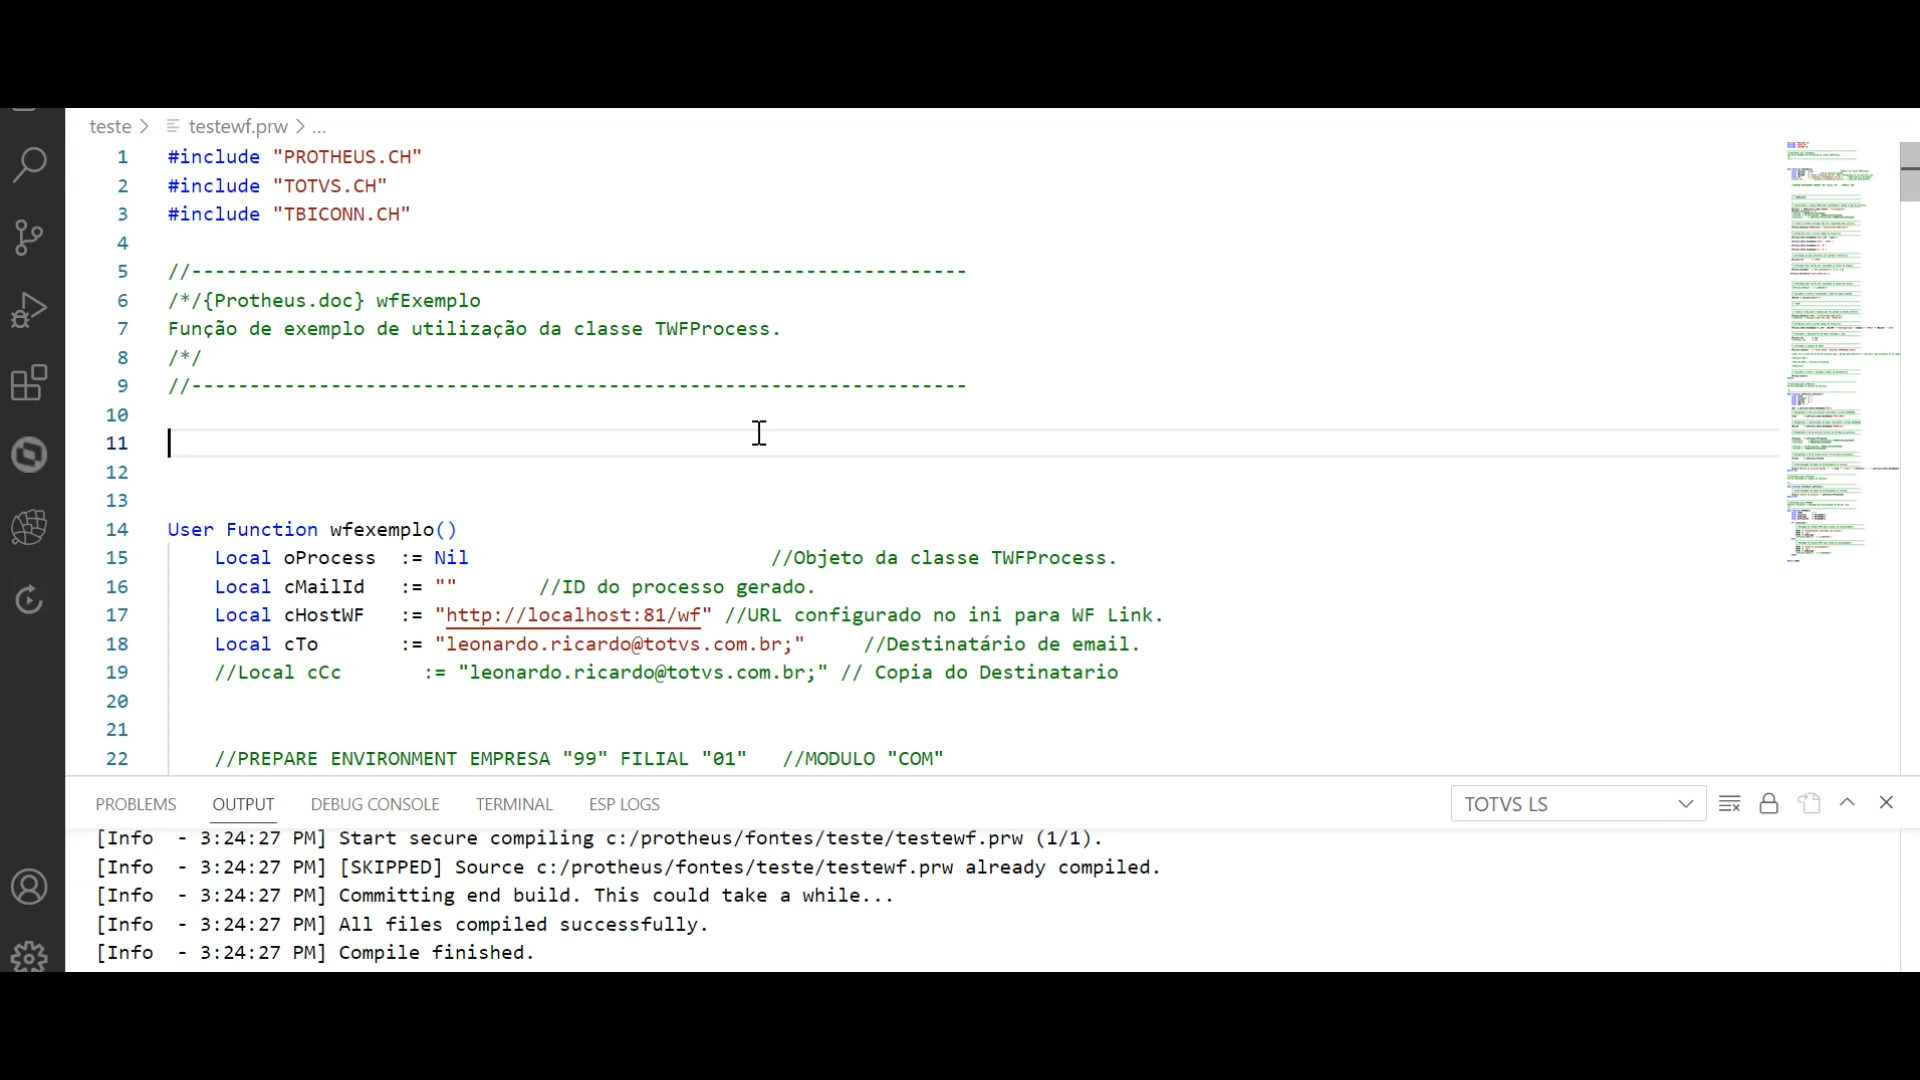 teste > testewf.prw > ...
1 #include "PROTHEUS.CH"
2 #include "TOTVS.CH"
3 #include "TBICONN.CH"
4
5 //-------------------------------------------------------------------
6 /*/{Protheus.doc} wfExemplo
7 Função de exemplo de utilização da classe TWFProcess.
8 /*/
9 //-------------------------------------------------------------------
10
11
12
13
14 User Function wfexemplo()
15 Local oProcess := Nil //Objeto da classe TWFProcess.
16 Local cMailId := "" //ID do processo gerado.
17 Local cHostWF := "http://localhost:81/wf" //URL configurado no ini para WF Link.
18 Local cTo := "leonardo.ricardo@totvs.com.br;" //Destinatário de email.
19 //Local cCc := "leonardo.ricardo@totvs.com.br;" // Copia do Destinatario
20
21
22 //PREPARE ENVIRONMENT EMPRESA "99" FILIAL "01" //MODULO "COM"
PROBLEMS OUTPUT DEBUG CONSOLE TERMINAL ESP LOGS TOTVS LS
[Info - 3:24:27 PM] Start secure compiling c:/protheus/fontes/teste/testewf.prw (1/1).
[Info - 3:24:27 PM] [SKIPPED] Source c:/protheus/fontes/teste/testewf.prw already compiled.
[Info - 3:24:27 PM] Committing end build. This could take a while...
[Info - 3:24:27 PM] All files compiled successfully.
[Info - 3:24:27 PM] Compile finished.